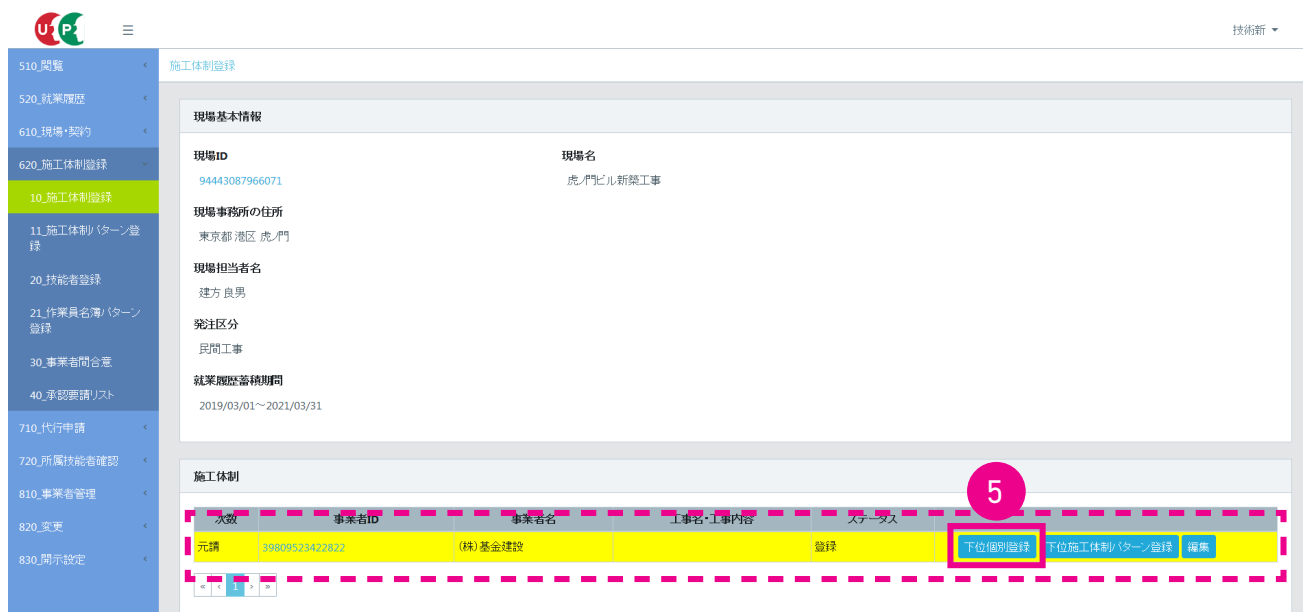 技術新
510_閲覧
520_就業履歴
610_現場・契約
620_施工体制登録
10_施工体制登録
11_施工体制パターン登
録
20_技能者登録
21_作業員名簿パターン
登録
30_事業者間合意
40_承認要請リスト
710_代行申請
720_所属技能者確認
810_事業者管理
820_変更
830_開示設定
施工体制登録
現場基本情報
現場ID 現場名
94443087966071 虎ノ門ビル新築工事
現場事務所の住所
東京都 港区 虎ノ門
現場担当者名
建方 良男
発注区分
民間工事
就業履歴蓄積期間
2019/03/01～2021/03/31
施工体制
5
次数 事業者ID 事業者名 工事名・工事内容 ステータス
元請 39809523422822 (株)基金建設 登録 下位個別登録 下位施工体制パターン登録 編集
« ‹ 1 › »